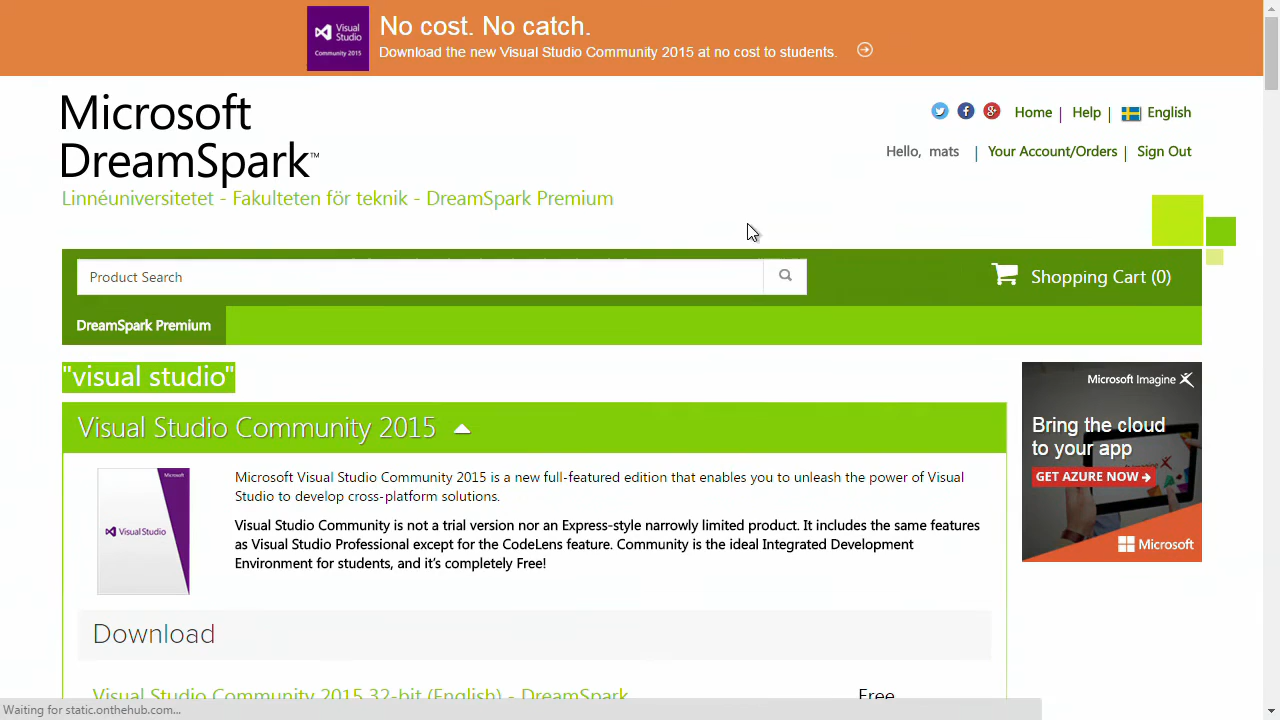 No cost. No catch.
Visual Studio
Community 2015
Download the new Visual Studio Community 2015 at no cost to students.
Microsoft
DreamSpark™
Home | Help | English
Hello, mats | Your Account/Orders | Sign Out
Linnéuniversitetet - Fakulteten för teknik - DreamSpark Premium
Product Search
Shopping Cart (0)
DreamSpark Premium
"visual studio"
Visual Studio Community 2015
Microsoft
Visual Studio
Microsoft Visual Studio Community 2015 is a new full-featured edition that enables you to unleash the power of Visual
Studio to develop cross-platform solutions.
Visual Studio Community is not a trial version nor an Express-style narrowly limited product. It includes the same features
as Visual Studio Professional except for the CodeLens feature. Community is the ideal Integrated Development
Environment for students, and it's completely Free!
Microsoft Imagine
Bring the cloud
to your app
GET AZURE NOW
Microsoft
Download
Visual Studio Community 2015 32-bit (English) - DreamSpark
Free
Waiting for static.onthehub.com...